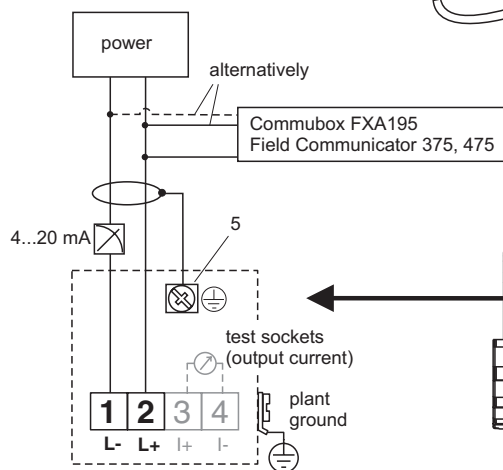 power
alternatively
Commubox FXA195
Field Communicator 375, 475
4...20 mA
5
test sockets
(output current)
1 2 3 4
L- L+ I+ I-
plant
ground